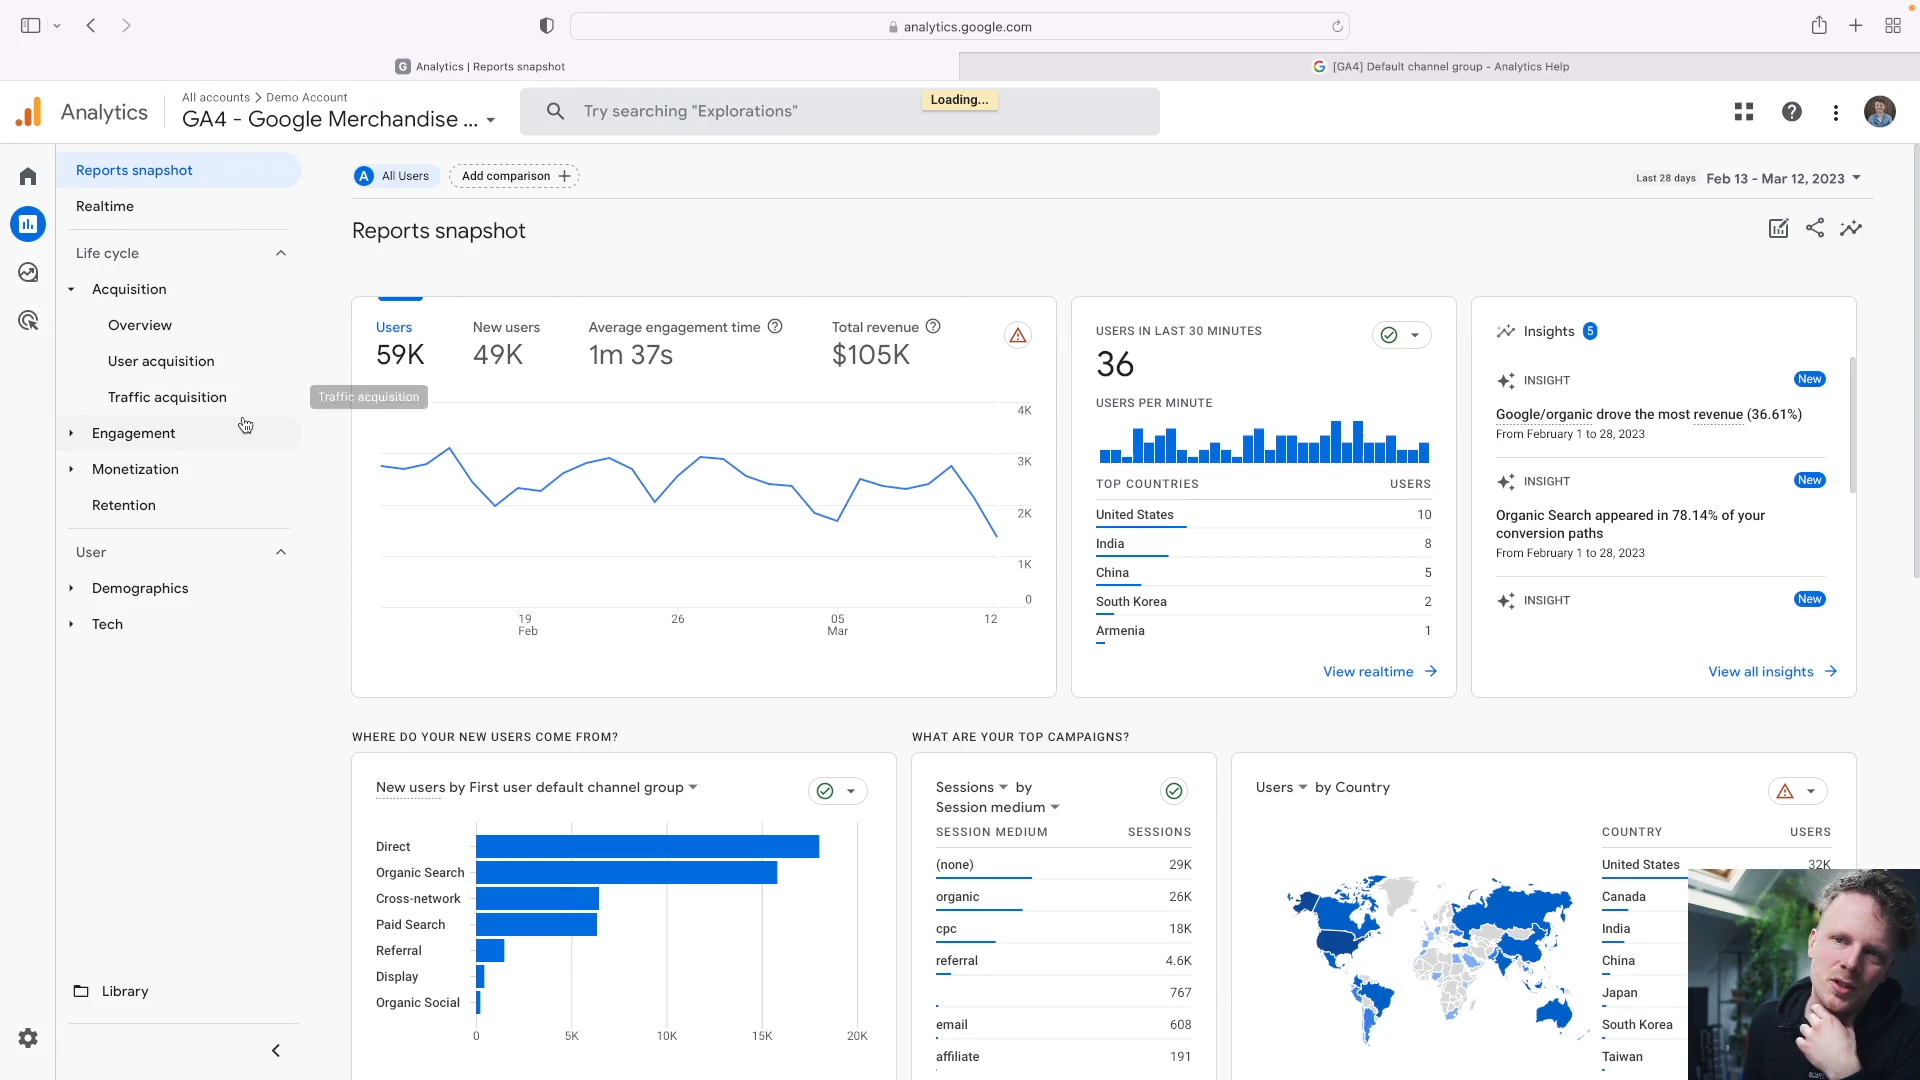 analytics.google.com
G Analytics | Reports snapshot
[GA4] Default channel group - Analytics Help
Analytics
All accounts > Demo Account
GA4 - Google Merchandise ...
Try searching "Explorations"
Loading...
Reports snapshot
Realtime
Life cycle
Acquisition
Overview
User acquisition
Traffic acquisition
Engagement
Monetization
Retention
User
Demographics
Tech
Library
Traffic acquisition
A All Users
Add comparison +
Last 28 days Feb 13 - Mar 12, 2023
Reports snapshot
Users
59K
New users
49K
Average engagement time
1m 37s
Total revenue
$105K
4K
3K
2K
1K
0
19
Feb
26
05
Mar
12
USERS IN LAST 30 MINUTES
36
USERS PER MINUTE
TOP COUNTRIES USERS
United States 10
India 8
China 5
South Korea 2
Armenia 1
View realtime
Insights 5
INSIGHT New
Google/organic drove the most revenue (36.61%)
From February 1 to 28, 2023
INSIGHT New
Organic Search appeared in 78.14% of your
conversion paths
From February 1 to 28, 2023
INSIGHT New
View all insights
WHERE DO YOUR NEW USERS COME FROM?
New users by First user default channel group
Direct
Organic Search
Cross-network
Paid Search
Referral
Display
Organic Social
0 5K 10K 15K 20K
WHAT ARE YOUR TOP CAMPAIGNS?
Sessions by
Session medium
SESSION MEDIUM SESSIONS
(none) 29K
organic 26K
cpc 18K
referral 4.6K
767
email 608
affiliate 191
Users by Country
COUNTRY USERS
United States 32K
Canada
India
China
Japan
South Korea
Taiwan